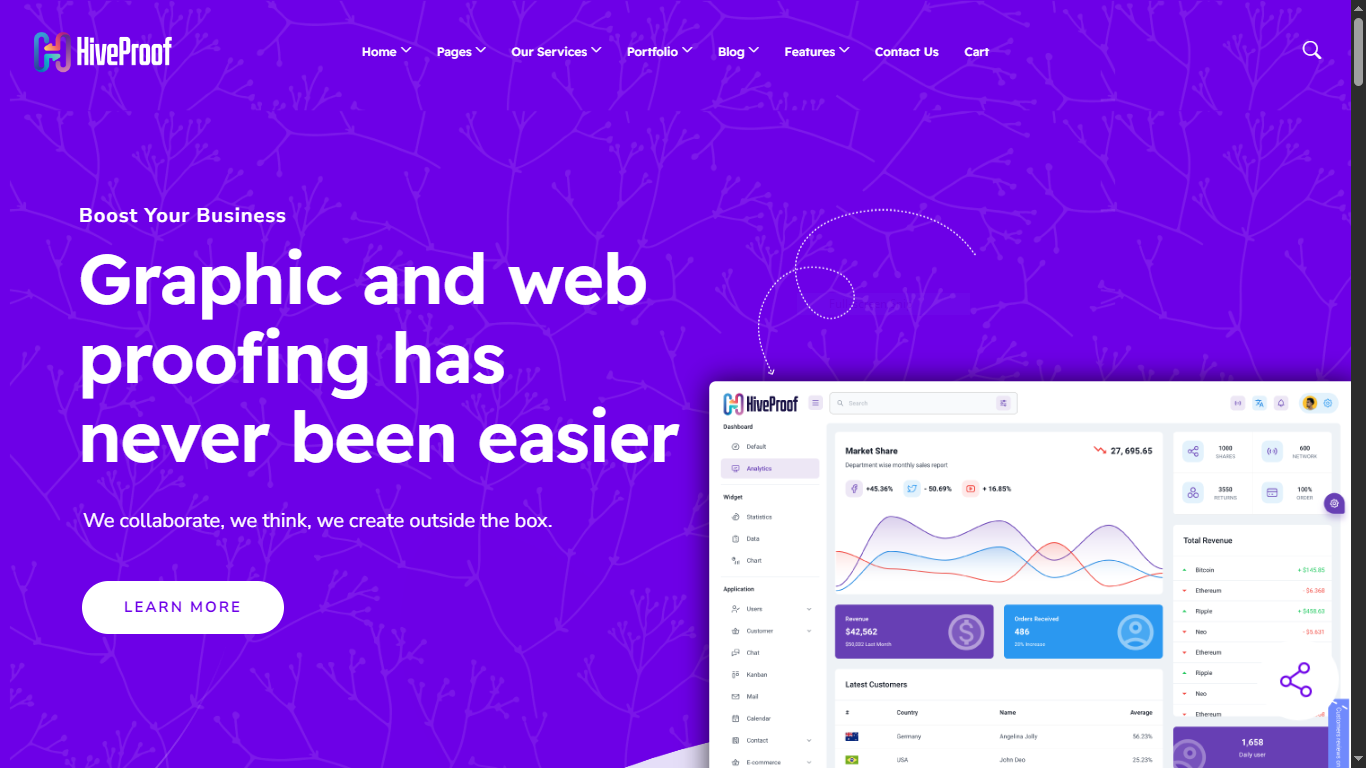 HiveProof
Home
Pages
Our Services
Portfolio
Blog
Features
Contact Us
Cart
Boost Your Business
Graphic and web
proofing has
never been easier
We collaborate, we think, we create outside the box.
LEARN MORE
HiveProof
Search
Dashboard
Default
Analytics
Widget
Statistics
Data
Chart
Application
Users
Customer
Chat
Kanban
Mail
Calendar
Contact
E-commerce
Market Share
27, 695.65
Department wise monthly sales report
+45.36%
- 50.69%
+ 16.85%
Revenue
$42,562
Last Month
Orders Received
486
20% Increase
Latest Customers
# Country Name Average
Germany Angelina Jolly 56.23%
USA John Deo 25.23%
1000
SHARES
600
NETWORK
3550
RETURNS
100%
ORDER
Total Revenue
Bitcoin + $145.85
Ethereum - $6.368
Ripple + $458.63
Neo - $5.631
Ethereum
Ripple
Neo
Ethereum
1,658
Daily user
Customers reviews on